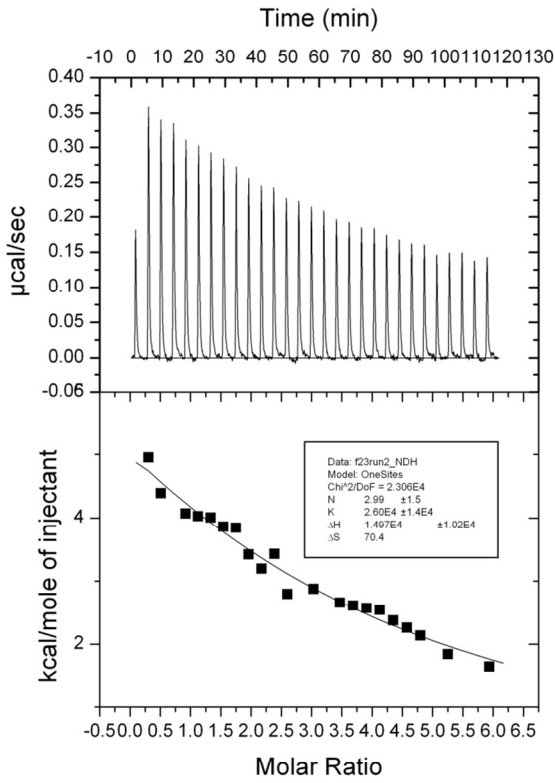 Time (min)
-10 0 10 20 30 40 50 60 70 80 90 100 110 120 130
0.40
0.35
0.30
0.25
0.20
0.15
0.10
0.05
0.00
-0.06
µcal/sec
4
2
kcal/mole of injectant
Data: f23run2_NDH
Model: OneSites
Chi^2/DoF = 2.306E4
N 2.99 ±1.5
K 2.60E4 ±1.4E4
ΔH 1.497E4 ±1.02E4
ΔS 70.4
-0.5 0.0 0.5 1.0 1.5 2.0 2.5 3.0 3.5 4.0 4.5 5.0 5.5 6.0 6.5
Molar Ratio